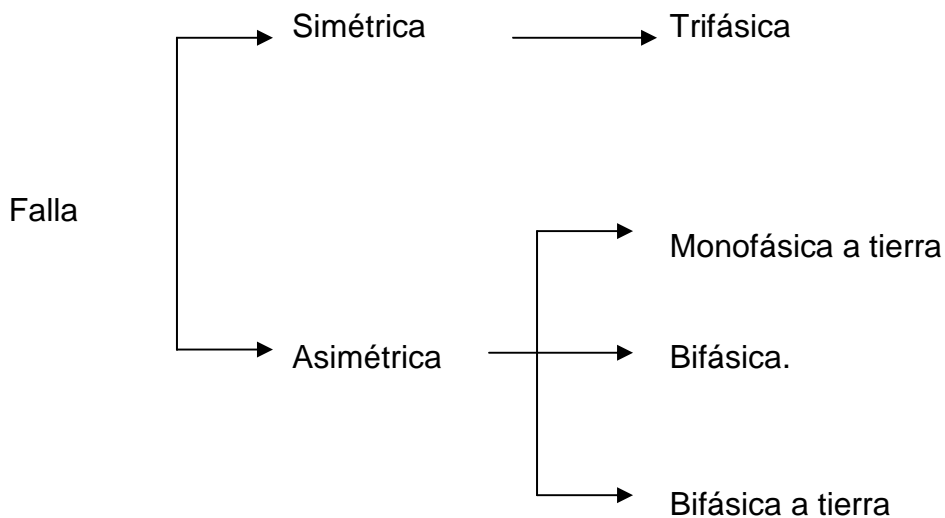 Simétrica
Trifásica
Falla
Monofásica a tierra
Asimétrica
Bifásica.
Bifásica a tierra